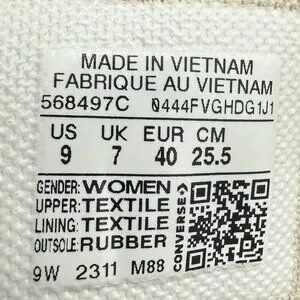 MADE IN VIETNAM
FABRIQUE AU VIETNAM
568497C 0444FVGHDG1J1
US UK EUR CM
9 7 40 25.5
GENDER: WOMEN
UPPER: TEXTILE
LINING: TEXTILE
OUTSOLE: RUBBER
CONVERSE
9W 2311 M88